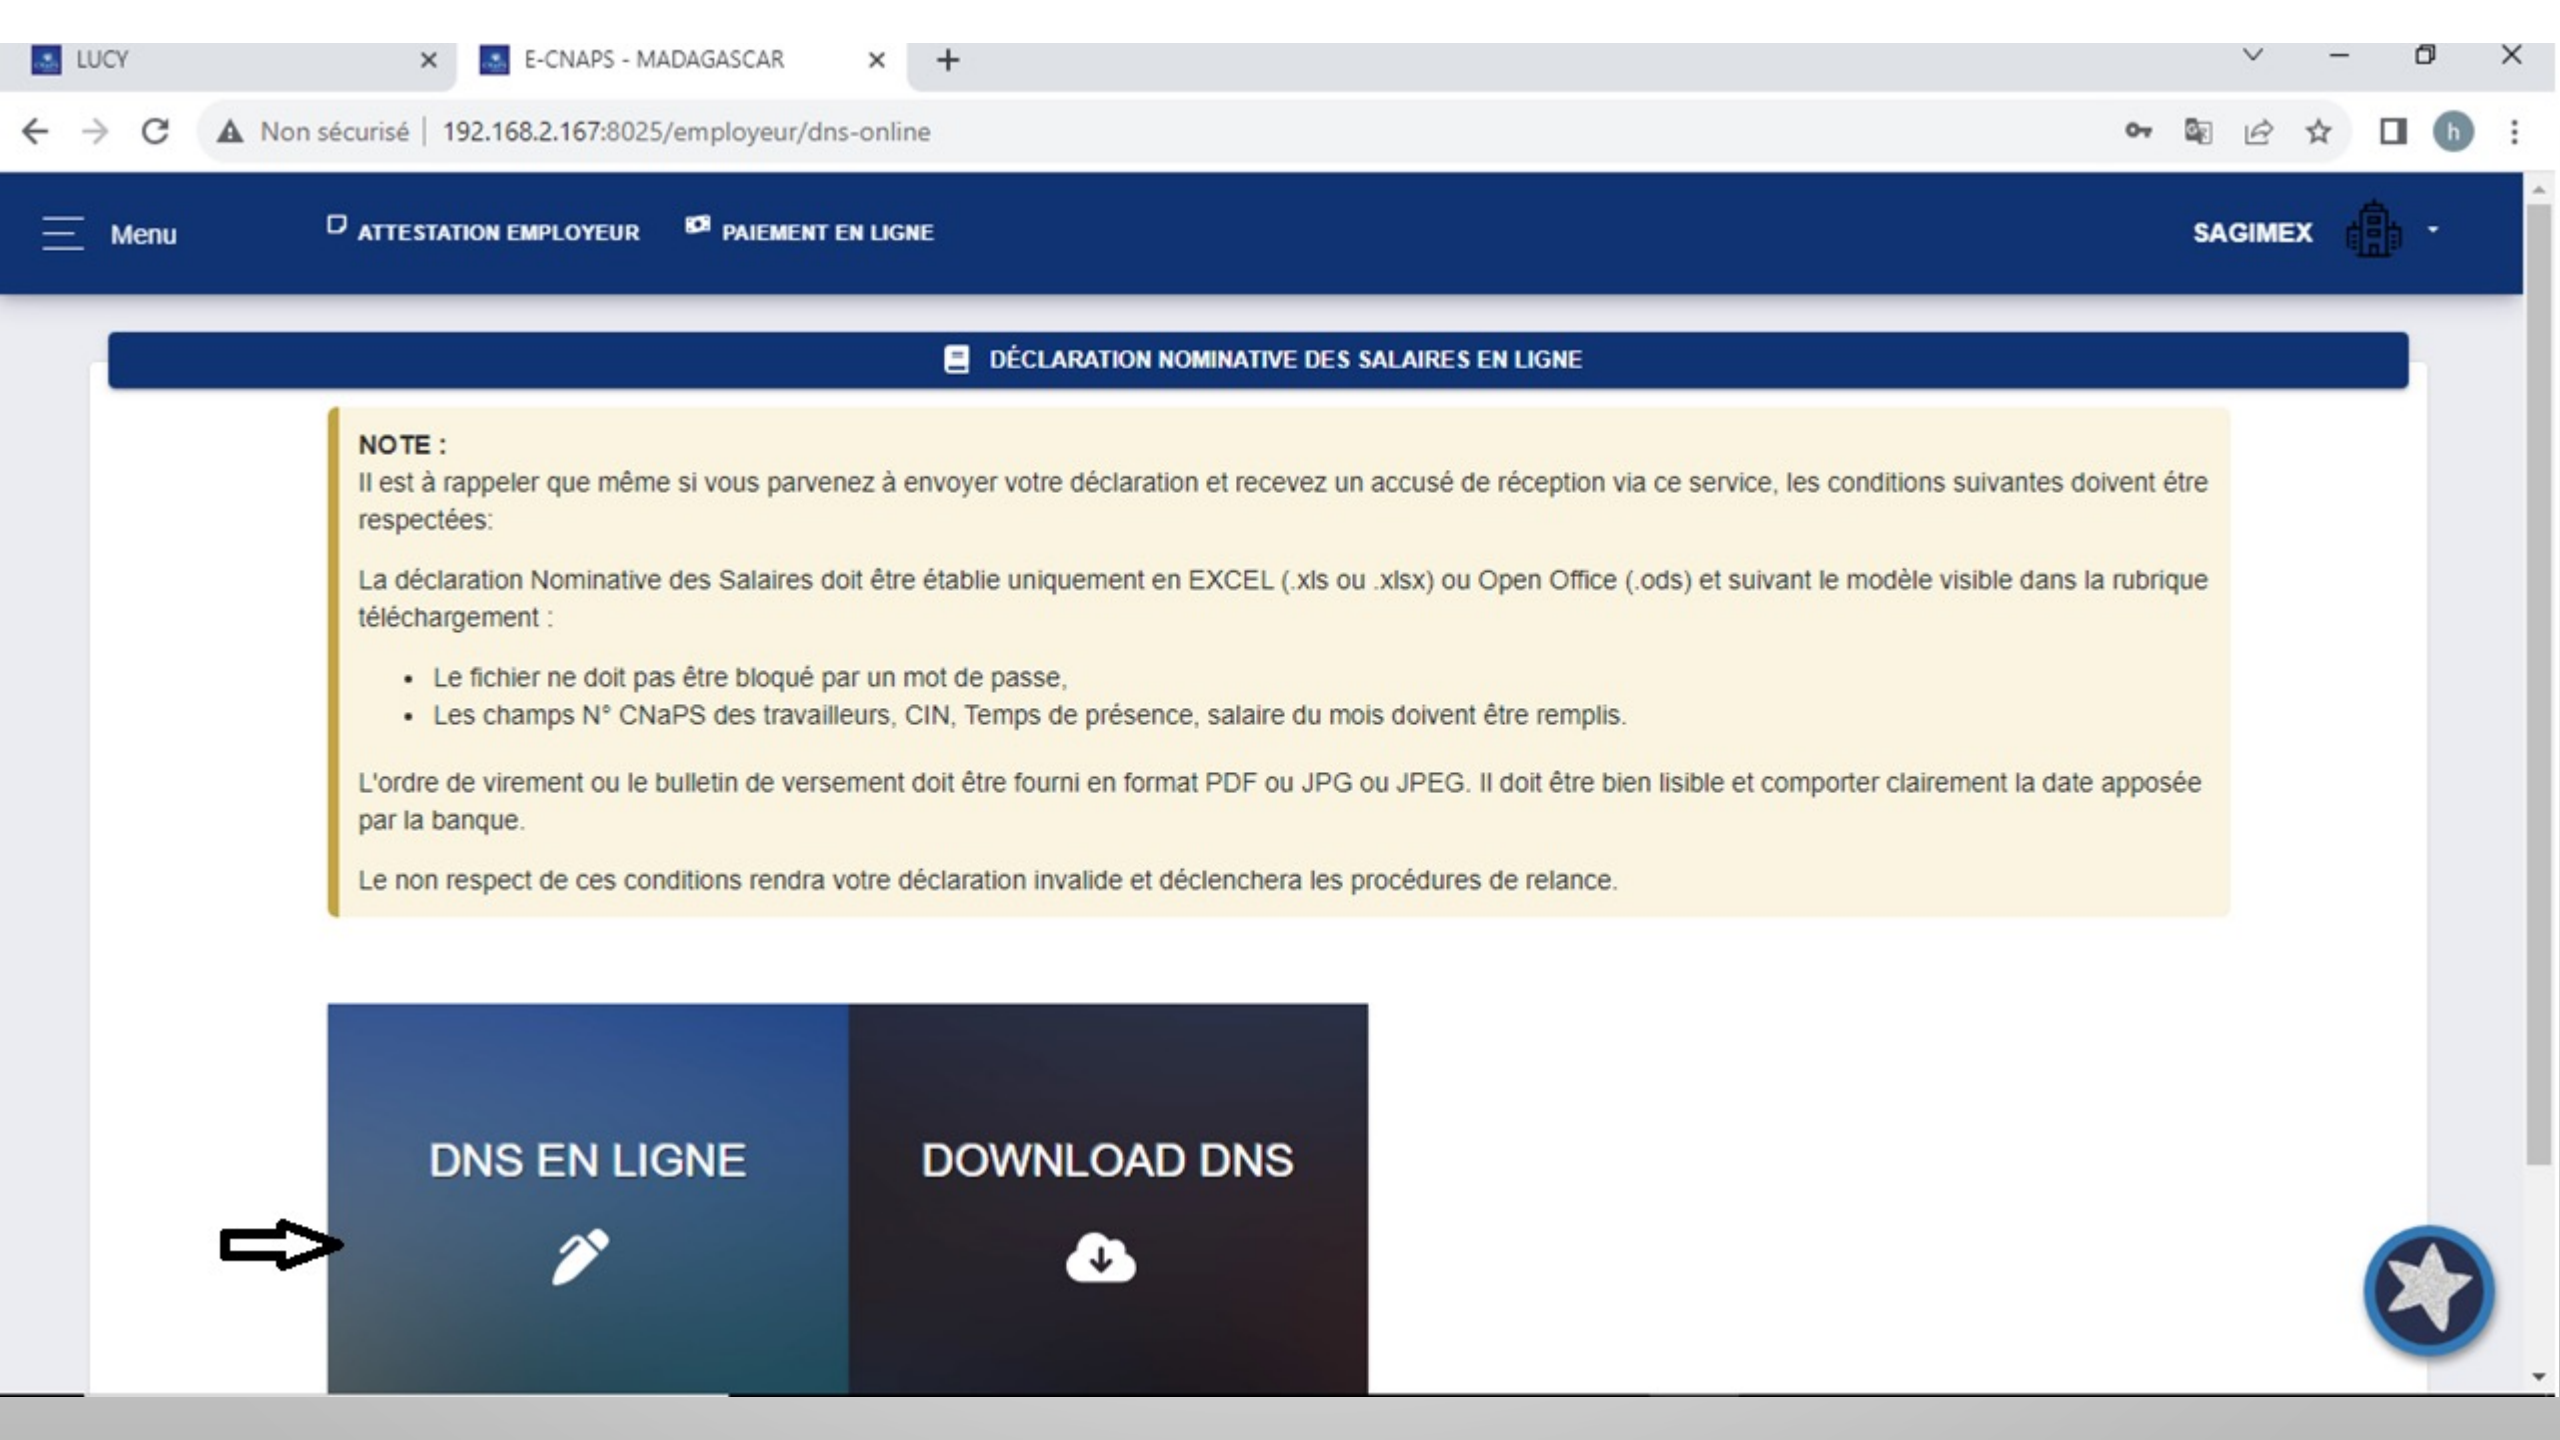 LUCY
E-CNAPS - MADAGASCAR
Non sécurisé | 192.168.2.167:8025/employeur/dns-online
h
Menu
ATTESTATION EMPLOYEUR
PAIEMENT EN LIGNE
SAGIMEX
DÉCLARATION NOMINATIVE DES SALAIRES EN LIGNE
NOTE :
Il est à rappeler que même si vous parvenez à envoyer votre déclaration et recevez un accusé de réception via ce service, les conditions suivantes doivent étre
respectées:
La déclaration Nominative des Salaires doit être établie uniquement en EXCEL (.xls ou .xlsx) ou Open Office (.ods) et suivant le modèle visible dans la rubrique
téléchargement :
• Le fichier ne doit pas être bloqué par un mot de passe,
• Les champs N° CNaPS des travailleurs, CIN, Temps de présence, salaire du mois doivent être remplis.
L'ordre de virement ou le bulletin de versement doit être fourni en format PDF ou JPG ou JPEG. Il doit être bien lisible et comporter clairement la date apposée
par la banque.
Le non respect de ces conditions rendra votre déclaration invalide et déclenchera les procédures de relance.
DNS EN LIGNE
DOWNLOAD DNS